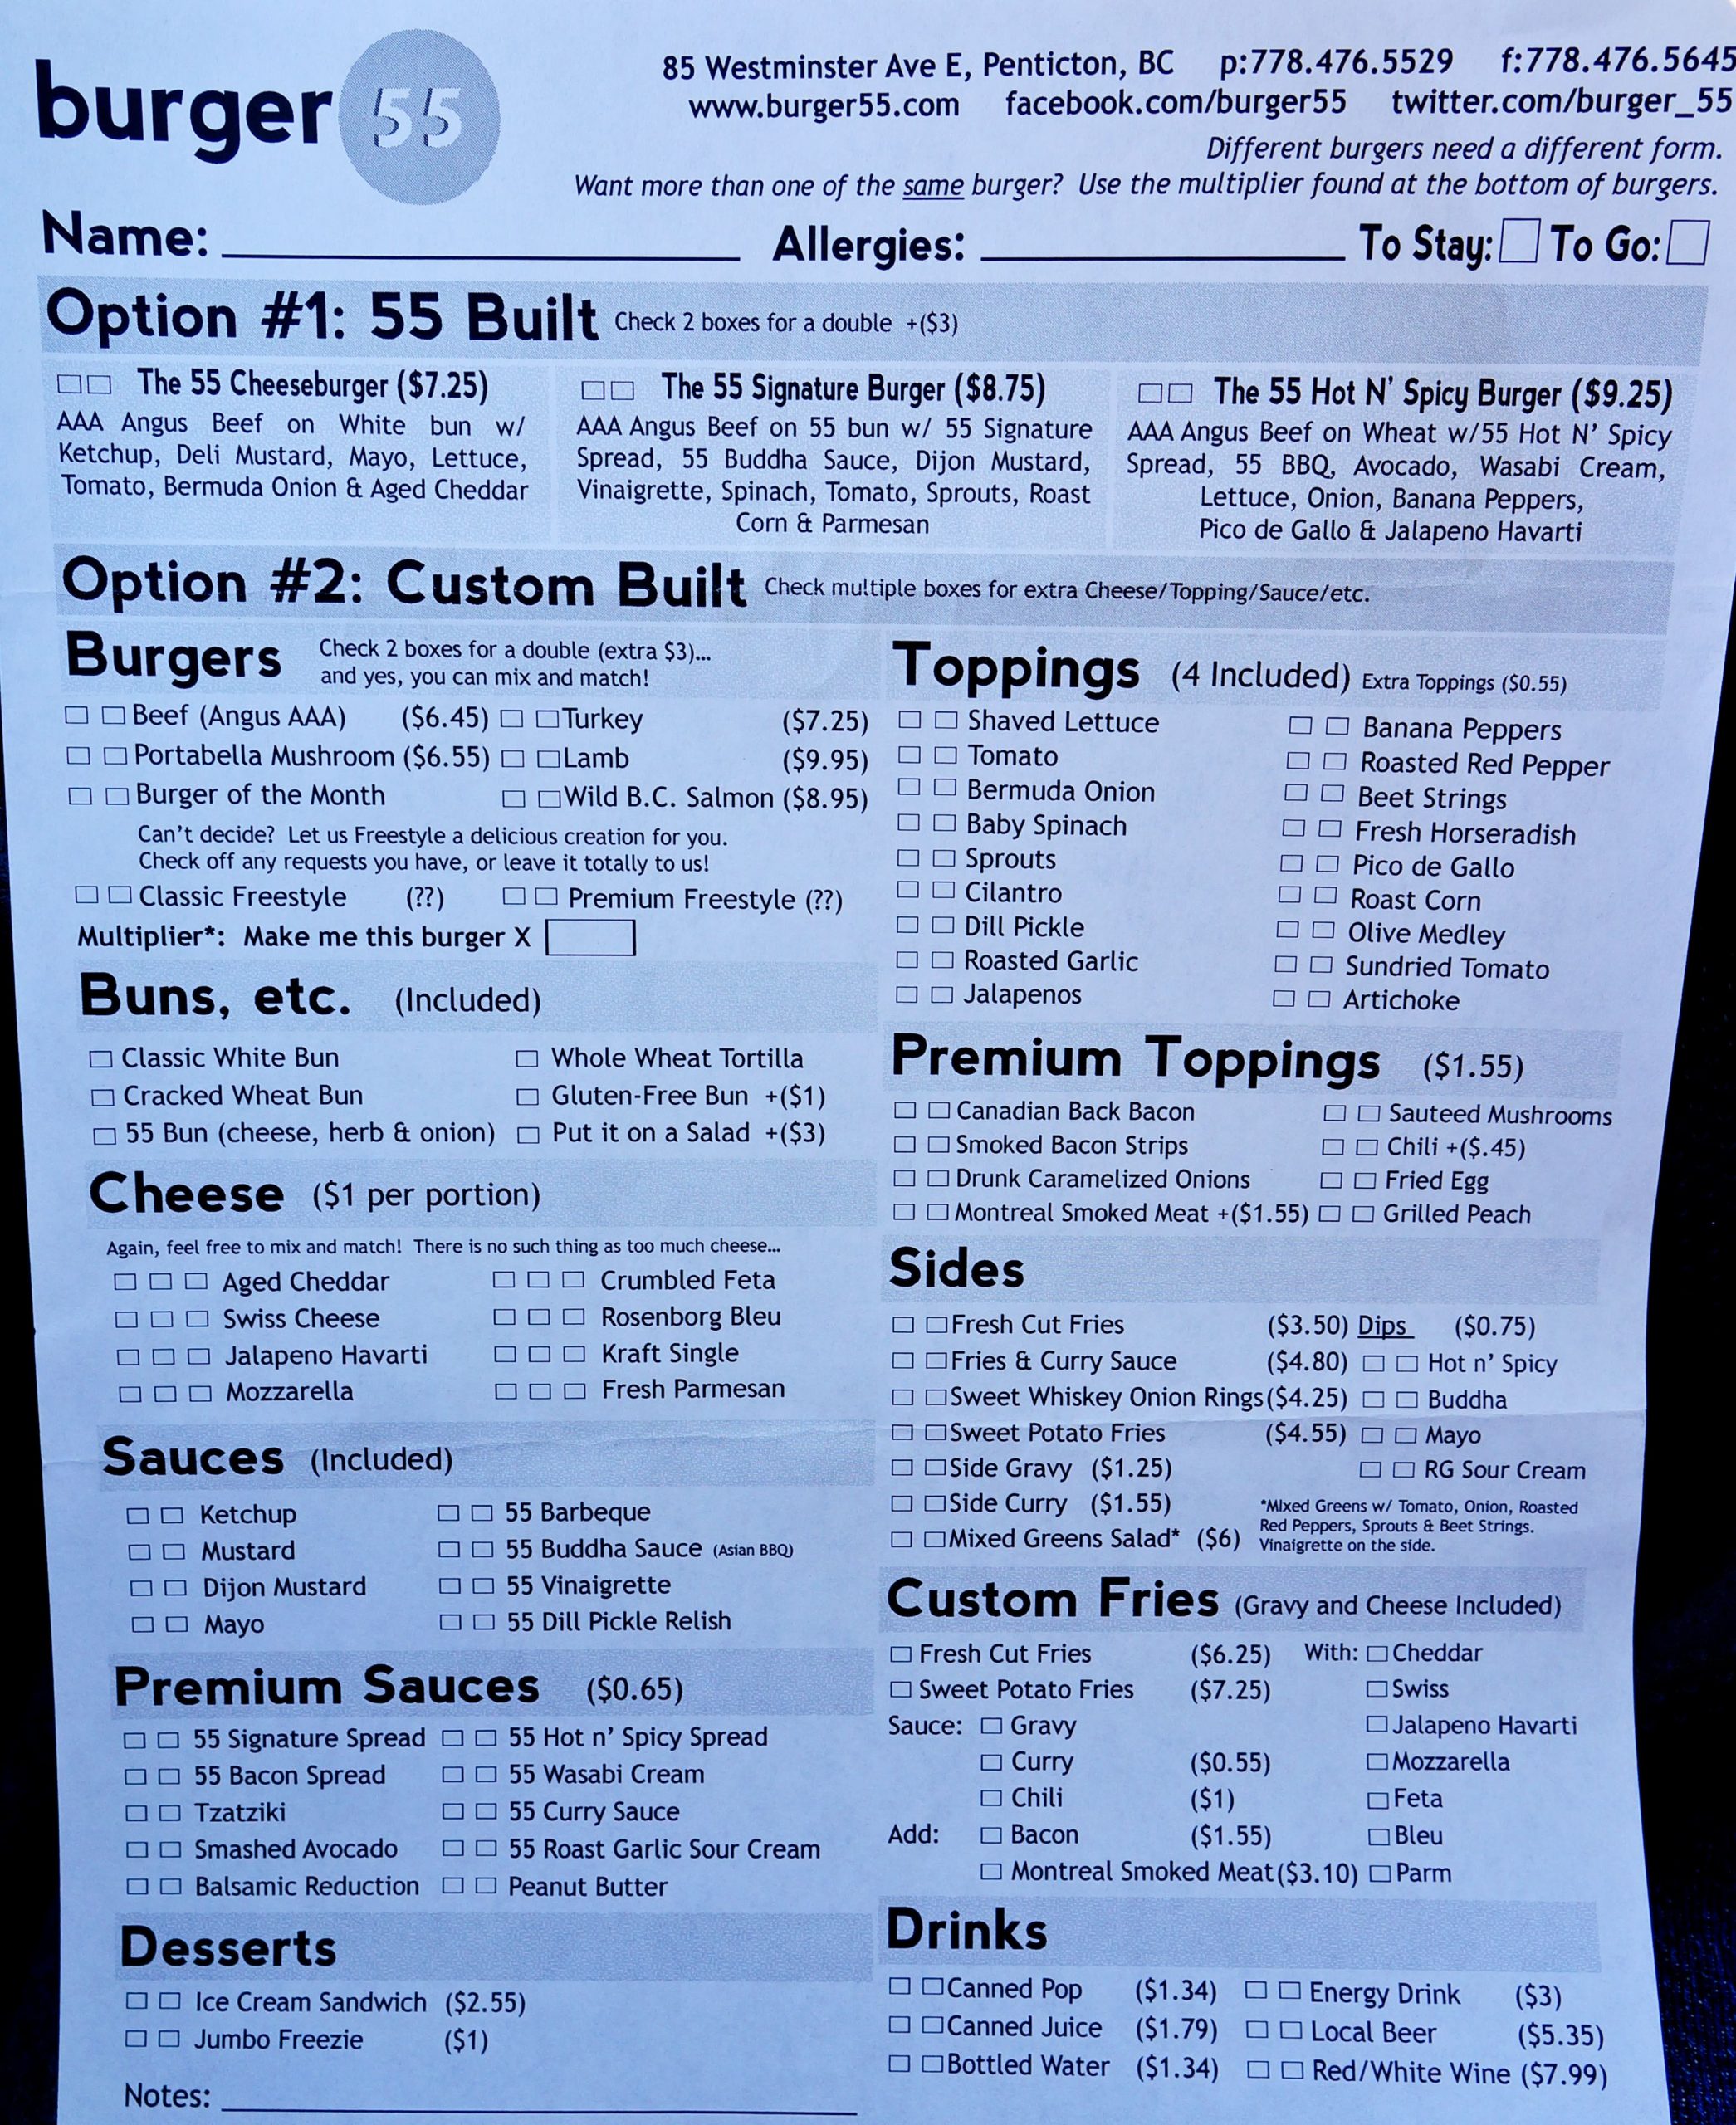 burger 55
85 Westminster Ave E, Penticton, BC p:778.476.5529 f:778.476.5645
www.burger55.com facebook.com/burger55 twitter.com/burger_55
Different burgers need a different form.
Want more than one of the same burger? Use the multiplier found at the bottom of burgers.
Name: Allergies: To Stay: To Go:
Option #1: 55 Built Check 2 boxes for a double +($3)
The 55 Cheeseburger ($7.25)
AAA Angus Beef on White bun w/
Ketchup, Deli Mustard, Mayo, Lettuce,
Tomato, Bermuda Onion & Aged Cheddar
The 55 Signature Burger ($8.75)
AAA Angus Beef on 55 bun w/ 55 Signature
Spread, 55 Buddha Sauce, Dijon Mustard,
Vinaigrette, Spinach, Tomato, Sprouts, Roast
Corn & Parmesan
The 55 Hot N' Spicy Burger ($9.25)
AAA Angus Beef on Wheat w/55 Hot N' Spicy
Spread, 55 BBQ, Avocado, Wasabi Cream,
Lettuce, Onion, Banana Peppers,
Pico de Gallo & Jalapeno Havarti
Option #2: Custom Built Check multiple boxes for extra Cheese/Topping/Sauce/etc.
Burgers Check 2 boxes for a double (extra $3)...
and yes, you can mix and match!
Beef (Angus AAA) ($6.45) Turkey ($7.25)
Portabella Mushroom ($6.55) Lamb ($9.95)
Burger of the Month Wild B.C. Salmon ($8.95)
Can't decide? Let us Freestyle a delicious creation for you.
Check off any requests you have, or leave it totally to us!
Classic Freestyle (??) Premium Freestyle (??)
Multiplier*: Make me this burger X
Buns, etc. (Included)
Classic White Bun Whole Wheat Tortilla
Cracked Wheat Bun Gluten-Free Bun +($1)
55 Bun (cheese, herb & onion) Put it on a Salad +($3)
Cheese ($1 per portion)
Again, feel free to mix and match! There is no such thing as too much cheese...
Aged Cheddar Crumbled Feta
Swiss Cheese Rosenborg Bleu
Jalapeno Havarti Kraft Single
Mozzarella Fresh Parmesan
Sauces (Included)
Ketchup 55 Barbeque
Mustard 55 Buddha Sauce (Asian BBQ)
Dijon Mustard 55 Vinaigrette
Mayo 55 Dill Pickle Relish
Premium Sauces ($0.65)
55 Signature Spread 55 Hot n' Spicy Spread
55 Bacon Spread 55 Wasabi Cream
Tzatziki 55 Curry Sauce
Smashed Avocado 55 Roast Garlic Sour Cream
Balsamic Reduction Peanut Butter
Desserts
Ice Cream Sandwich ($2.55)
Jumbo Freezie ($1)
Notes:
Toppings (4 Included) Extra Toppings ($0.55)
Shaved Lettuce Banana Peppers
Tomato Roasted Red Pepper
Bermuda Onion Beet Strings
Baby Spinach Fresh Horseradish
Sprouts Pico de Gallo
Cilantro Roast Corn
Dill Pickle Olive Medley
Roasted Garlic Sundried Tomato
Jalapenos Artichoke
Premium Toppings ($1.55)
Canadian Back Bacon Sauteed Mushrooms
Smoked Bacon Strips Chili +($.45)
Drunk Caramelized Onions Fried Egg
Montreal Smoked Meat +($1.55) Grilled Peach
Sides
Fresh Cut Fries ($3.50) Dips ($0.75)
Fries & Curry Sauce ($4.80) Hot n' Spicy
Sweet Whiskey Onion Rings ($4.25) Buddha
Sweet Potato Fries ($4.55) Mayo
Side Gravy ($1.25) RG Sour Cream
Side Curry ($1.55)
Mixed Greens Salad* ($6)
*MIxed Greens w/ Tomato, Onion, Roasted
Red Peppers, Sprouts & Beet Strings.
Vinaigrette on the side.
Custom Fries (Gravy and Cheese Included)
Fresh Cut Fries ($6.25) With: Cheddar
Sweet Potato Fries ($7.25) Swiss
Sauce: Gravy Jalapeno Havarti
Curry ($0.55) Mozzarella
Chili ($1) Feta
Add: Bacon ($1.55) Bleu
Montreal Smoked Meat ($3.10) Parm
Drinks
Canned Pop ($1.34) Energy Drink ($3)
Canned Juice ($1.79) Local Beer ($5.35)
Bottled Water ($1.34) Red/White Wine ($7.99)